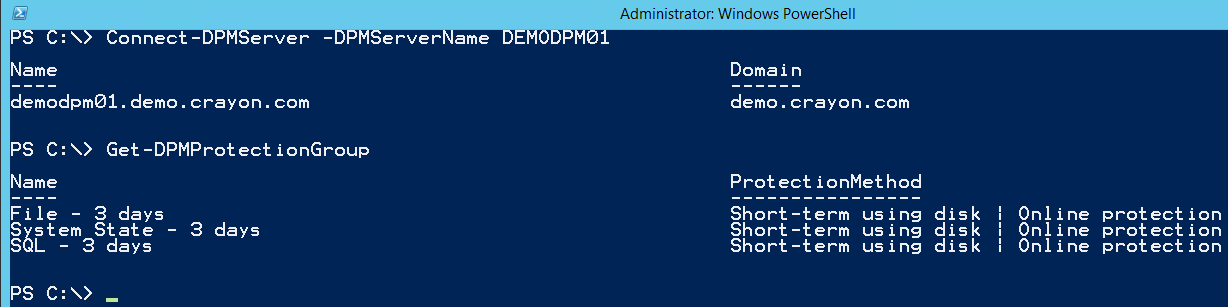 Administrator: Windows PowerShell
PS C:\> Connect-DPMServer -DPMServerName DEMODPM01
Name Domain
---- ------
demodpm01.demo.crayon.com demo.crayon.com
PS C:\> Get-DPMProtectionGroup
Name ProtectionMethod
---- ----------------
File - 3 days Short-term using disk | Online protection
System State - 3 days Short-term using disk | Online protection
SQL - 3 days Short-term using disk | Online protection
PS C:\> _